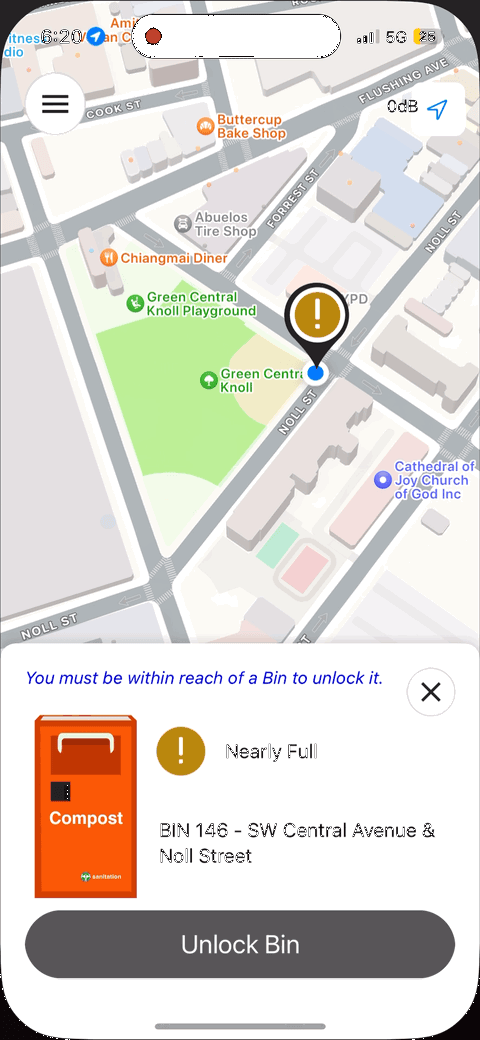 6:20
5G 25
Ami
an C
itnes
dio
COOK ST
FLUSHING AVE
0dB
Buttercup
Bake Shop
FORREST ST
NOLL ST
Abuelos
Tire Shop
Chiangmai Diner
Green Central
Knoll Playground
YPD
Green Centra
Knoll
NOLL ST
Cathedral of
Joy Church
of God Inc
NOLL ST
ST
You must be within reach of a Bin to unlock it.
Nearly Full
Compost
sanitation
BIN 146 - SW Central Avenue &
Noll Street
Unlock Bin